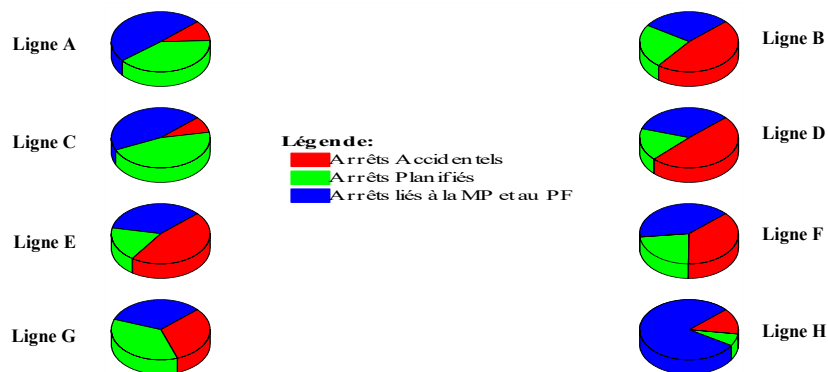 Ligne A
Ligne B
Ligne C
Ligne D
Légende:
Arrêts Accidentels
Arrêts Planifiés
Arrêts liés à la MP et au PF
Ligne E
Ligne F
Ligne G
Ligne H